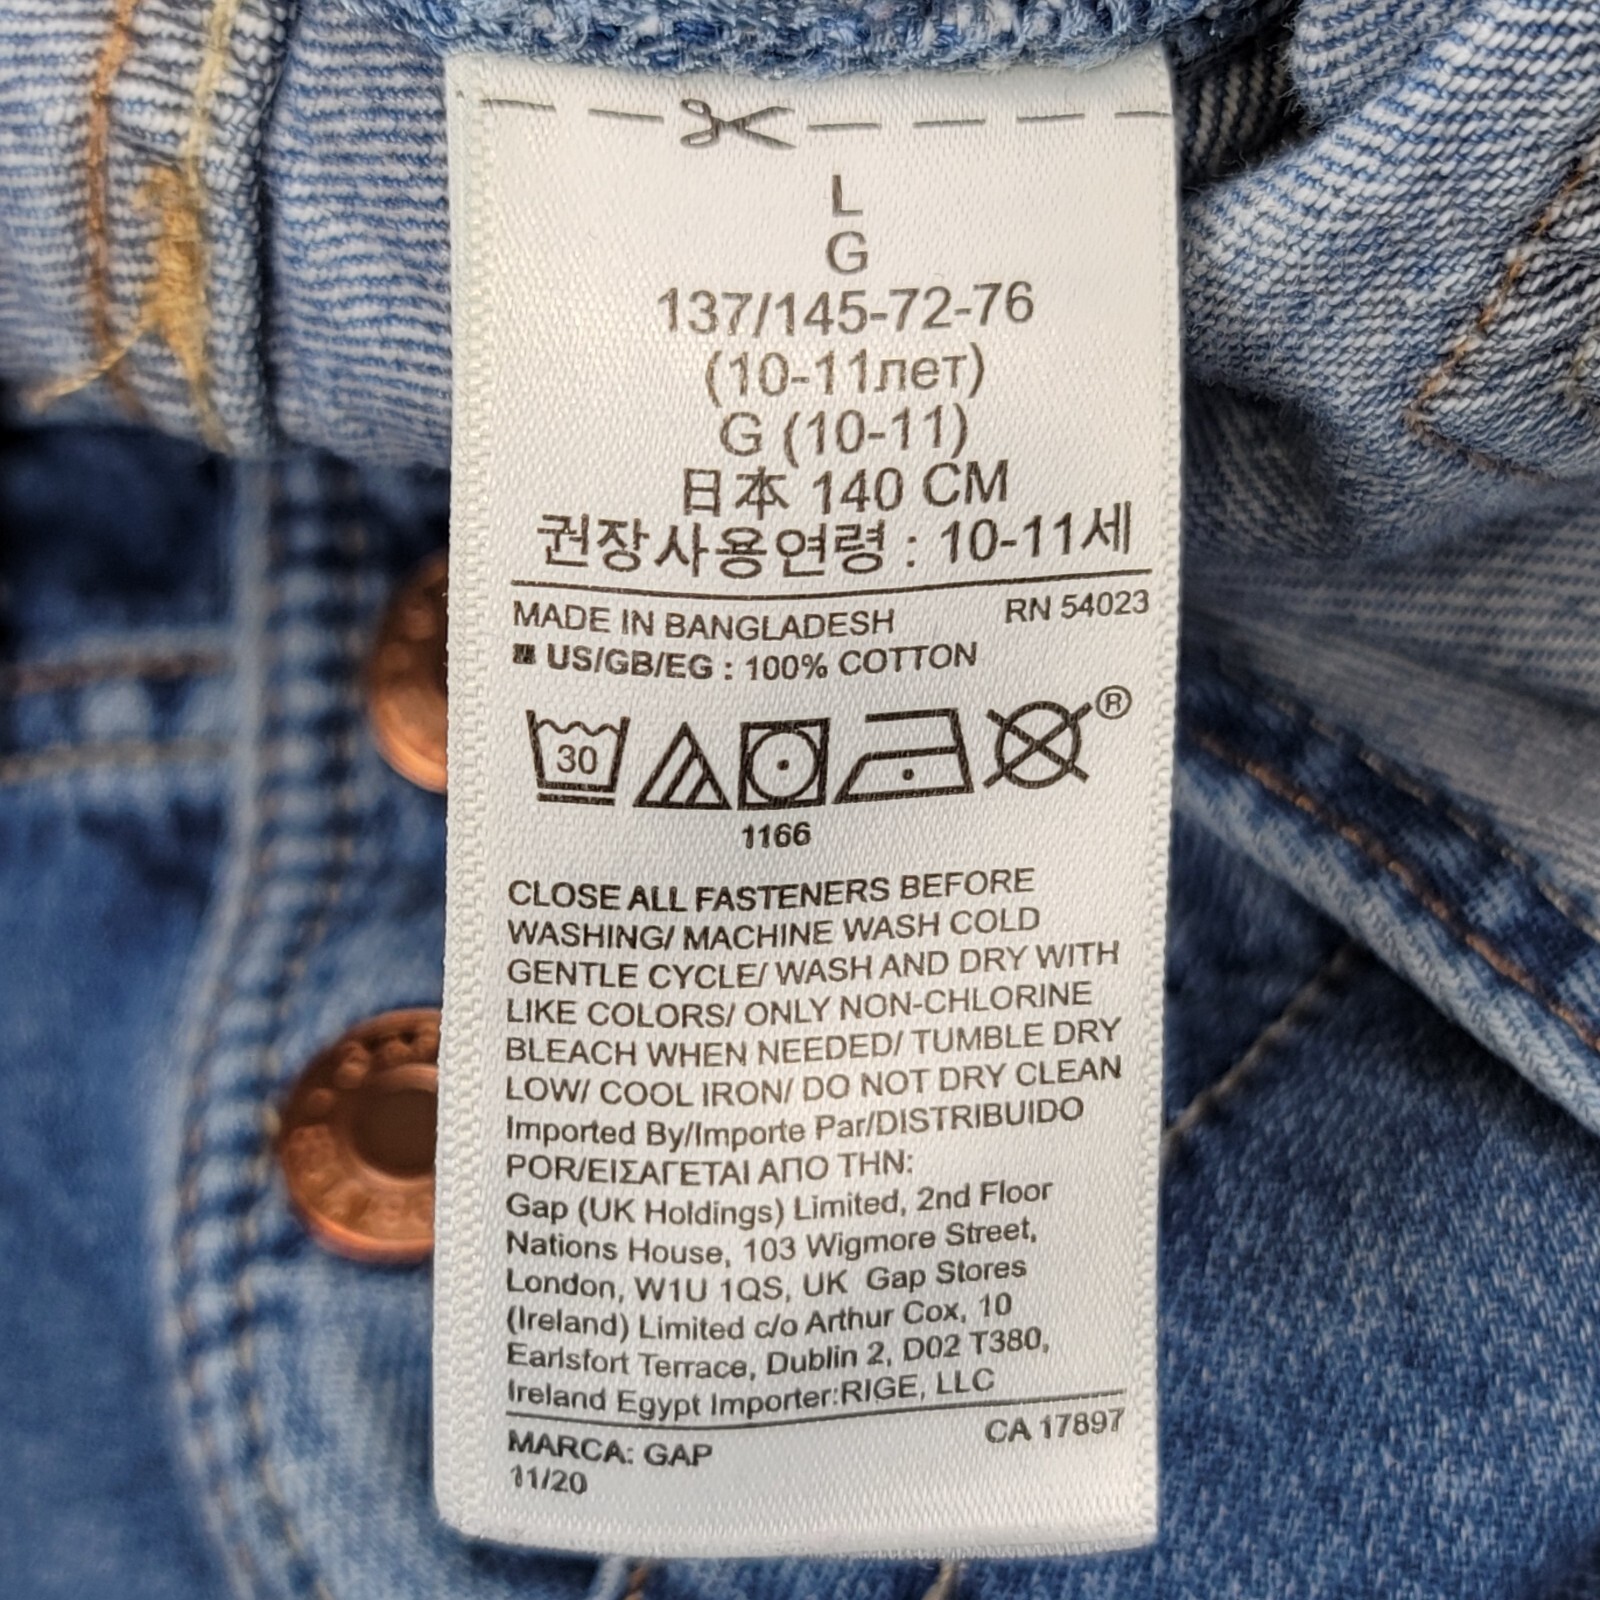 L
G
137/145-72-76
(10-11лет)
G (10-11)
日本 140 CM
권장사용연령 : 10-11세
MADE IN BANGLADESH RN 54023
US/GB/EG : 100% COTTON
30 ®
1166
CLOSE ALL FASTENERS BEFORE
WASHING/ MACHINE WASH COLD
GENTLE CYCLE/ WASH AND DRY WITH
LIKE COLORS/ ONLY NON-CHLORINE
BLEACH WHEN NEEDED/ TUMBLE DRY
LOW/ COOL IRON/ DO NOT DRY CLEAN
Imported By/Importe Par/DISTRIBUIDO
POR/ΕΙΣΑΓΕΤΑΙ ΑΠΟ ΤΗΝ:
Gap (UK Holdings) Limited, 2nd Floor
Nations House, 103 Wigmore Street,
London, W1U 1QS, UK Gap Stores
(Ireland) Limited c/o Arthur Cox, 10
Earlsfort Terrace, Dublin 2, D02 T380,
Ireland Egypt Importer:RIGE, LLC
MARCA: GAP CA 17897
11/20